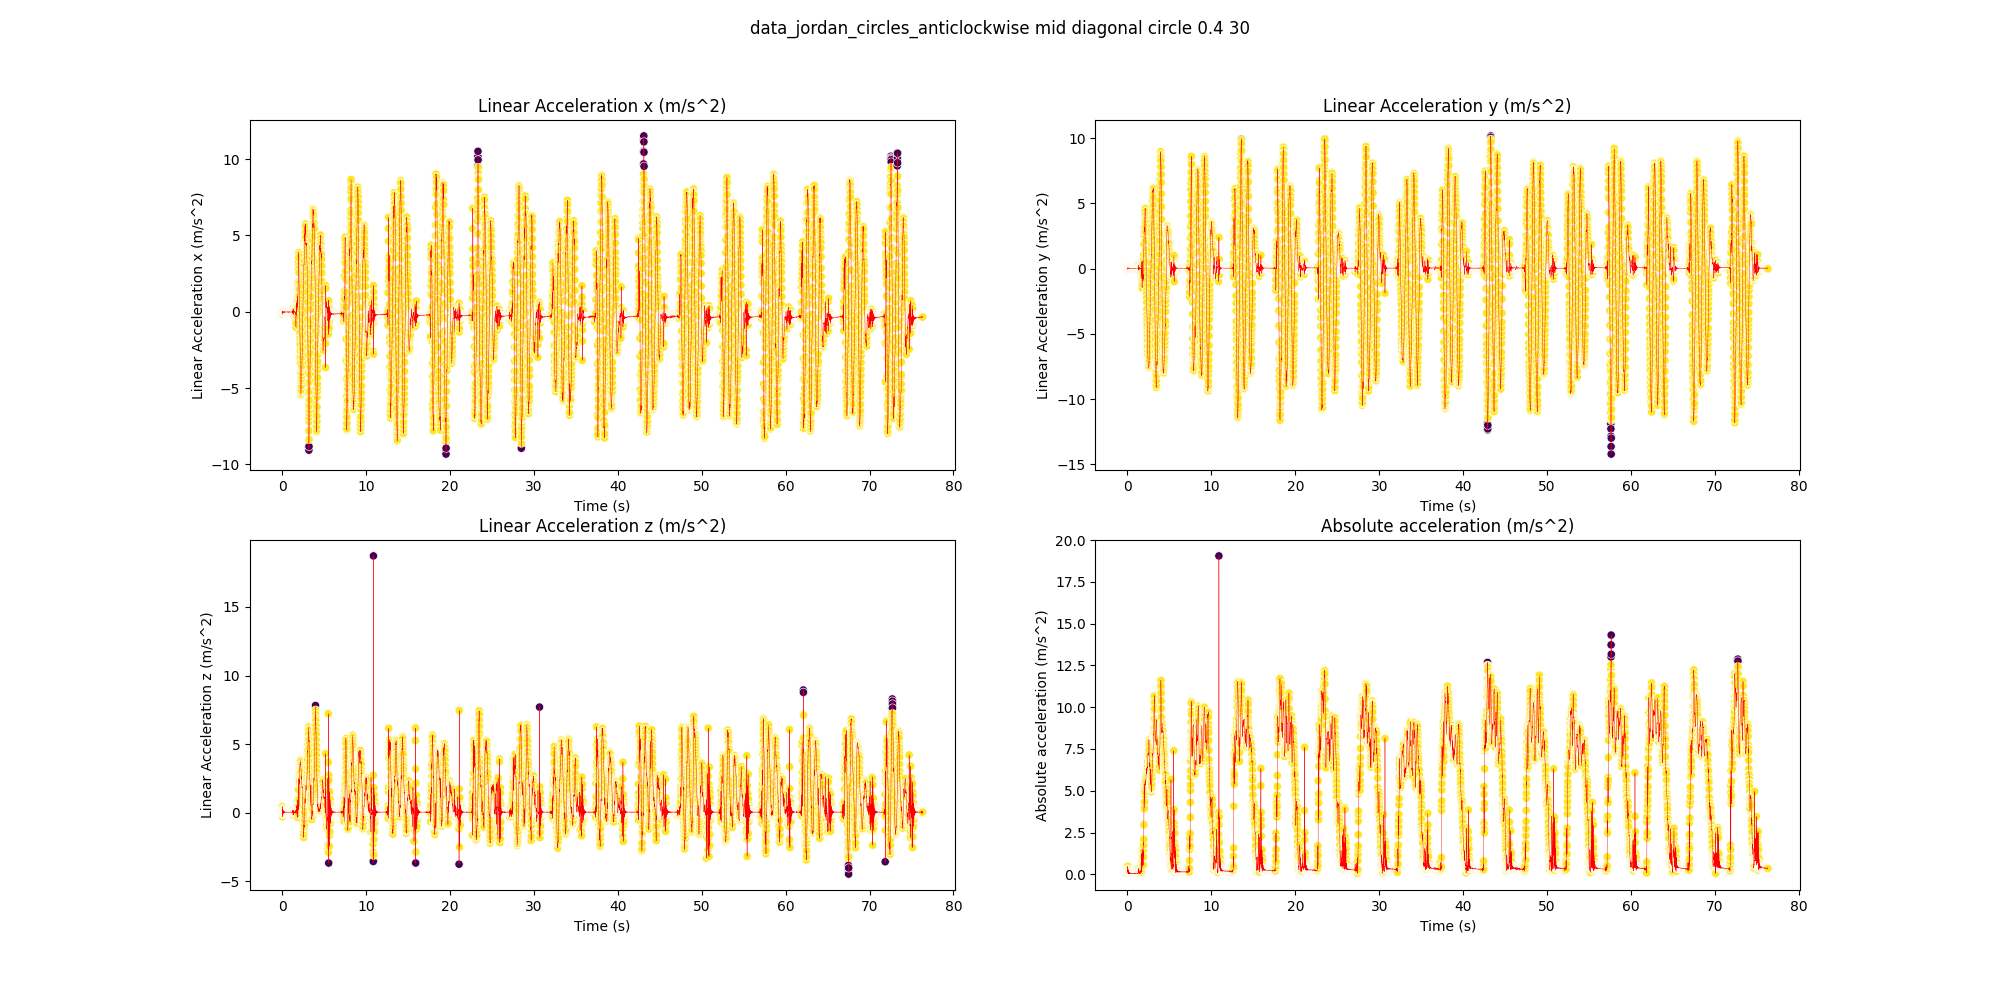 data_jordan_circles_anticlockwise mid diagonal circle 0.4 30
Linear Acceleration x (m/s^2)
Linear Acceleration x (m/s^2)
10
5
0
−5
−10
0 10 20 30 40 50 60 70 80
Time (s)
Linear Acceleration y (m/s^2)
Linear Acceleration y (m/s^2)
10
5
0
−5
−10
−15
0 10 20 30 40 50 60 70 80
Time (s)
Linear Acceleration z (m/s^2)
Linear Acceleration z (m/s^2)
15
10
5
0
−5
0 10 20 30 40 50 60 70 80
Time (s)
Absolute acceleration (m/s^2)
Absolute acceleration (m/s^2)
20.0
17.5
15.0
12.5
10.0
7.5
5.0
2.5
0.0
0 10 20 30 40 50 60 70 80
Time (s)